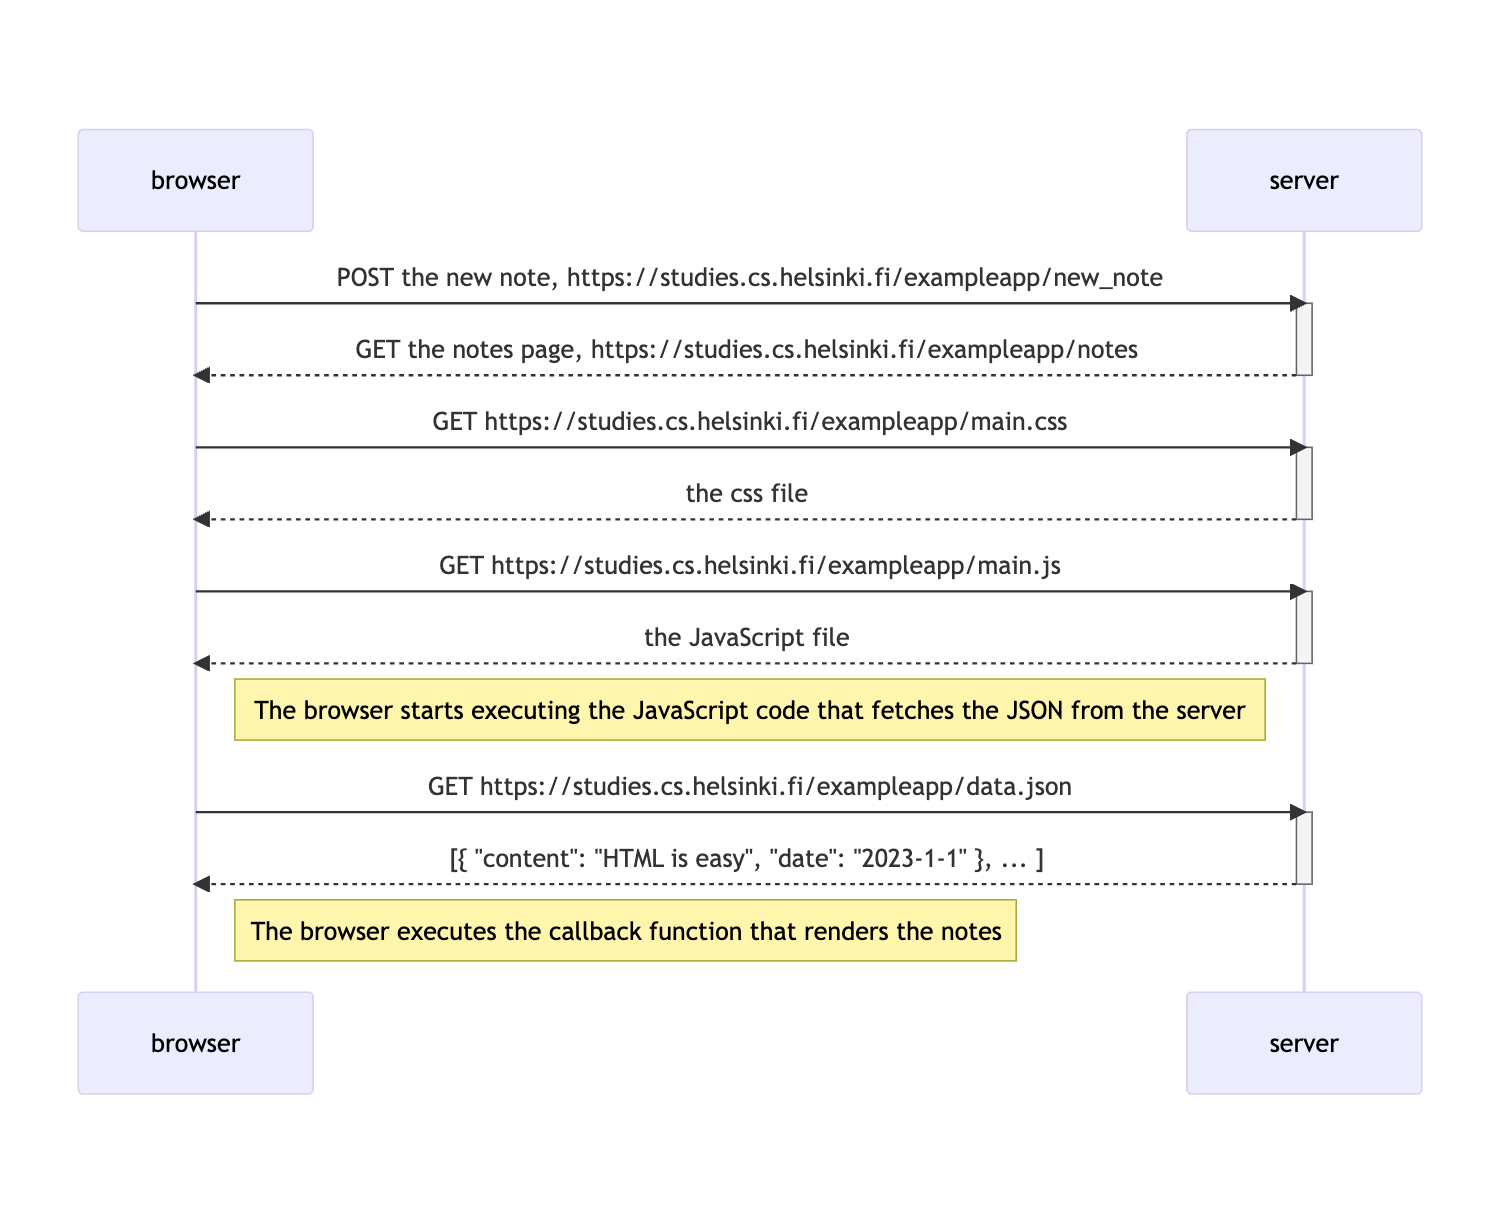 browser
server
POST the new note, https://studies.cs.helsinki.fi/exampleapp/new_note
GET the notes page, https://studies.cs.helsinki.fi/exampleapp/notes
GET https://studies.cs.helsinki.fi/exampleapp/main.css
the css file
GET https://studies.cs.helsinki.fi/exampleapp/main.js
the JavaScript file
The browser starts executing the JavaScript code that fetches the JSON from the server
GET https://studies.cs.helsinki.fi/exampleapp/data.json
[{ "content": "HTML is easy", "date": "2023-1-1" }, ... ]
The browser executes the callback function that renders the notes
browser
server